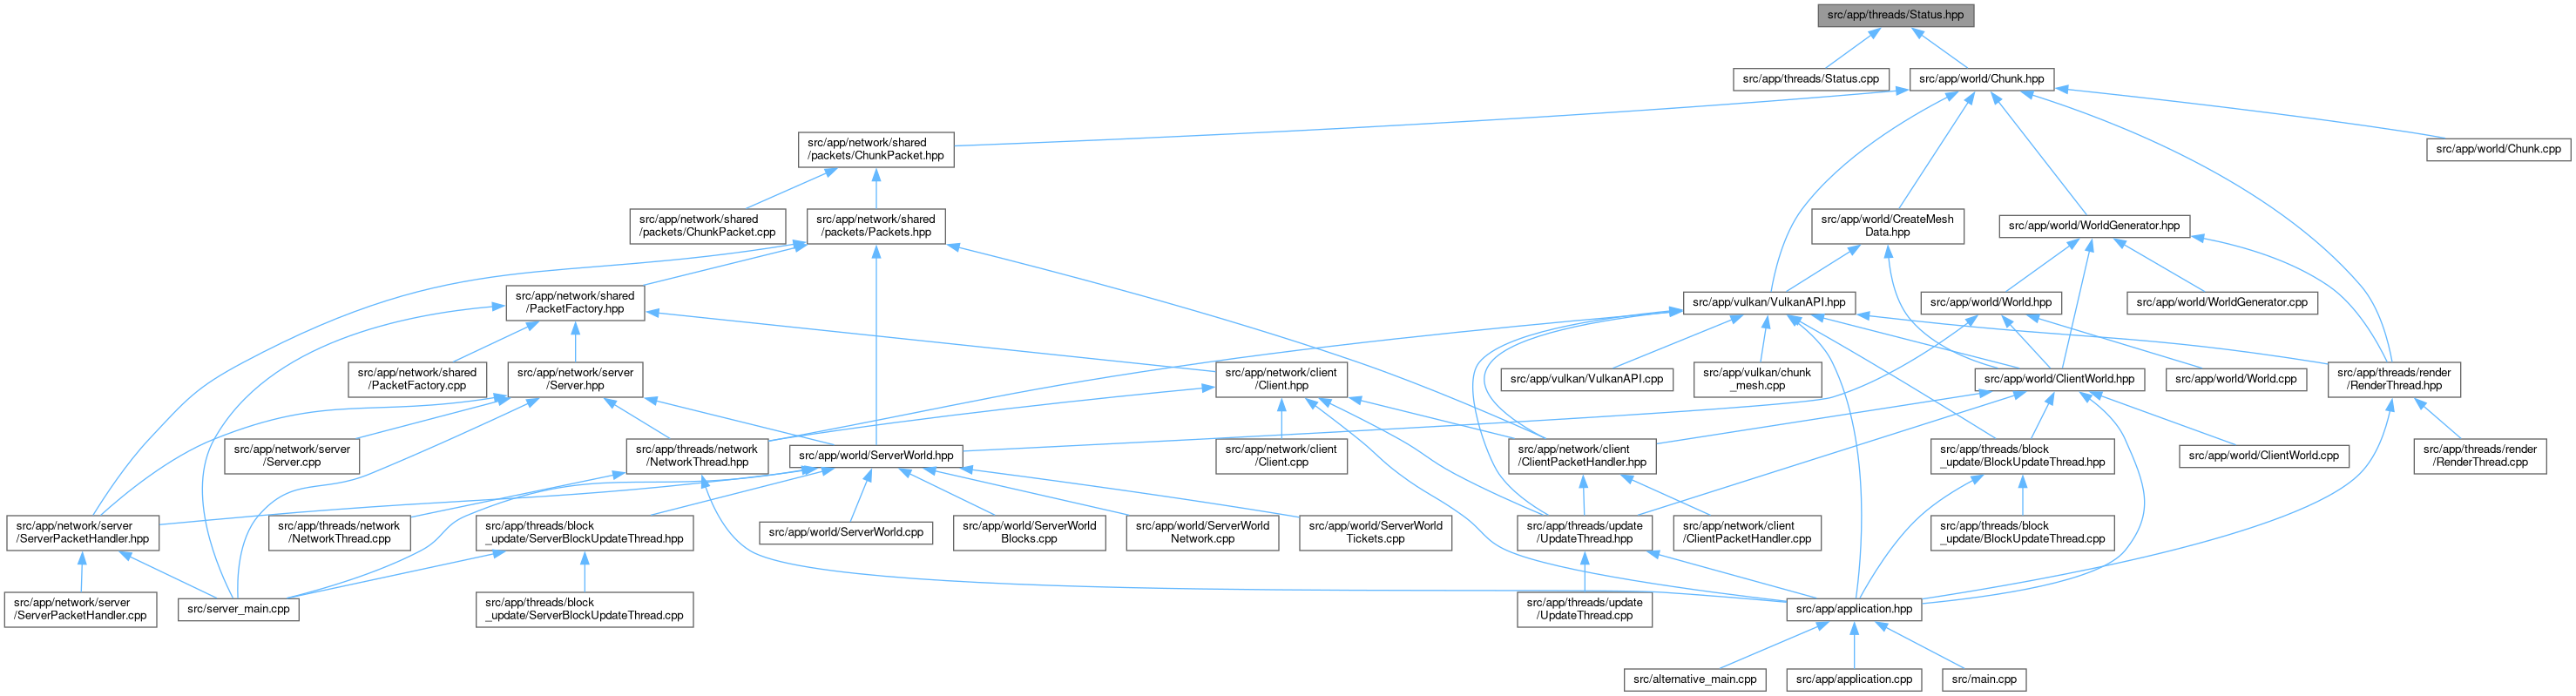 src/app/threads/Status.hpp
src/app/threads/Status.cpp
src/app/world/Chunk.hpp
src/app/network/shared
/packets/ChunkPacket.hpp
src/app/world/Chunk.cpp
src/app/network/shared
/packets/ChunkPacket.cpp
src/app/network/shared
/packets/Packets.hpp
src/app/world/CreateMesh
Data.hpp
src/app/world/WorldGenerator.hpp
src/app/network/shared
/PacketFactory.hpp
src/app/vulkan/VulkanAPI.hpp
src/app/world/World.hpp
src/app/world/WorldGenerator.cpp
src/app/network/shared
/PacketFactory.cpp
src/app/network/server
/Server.hpp
src/app/network/client
/Client.hpp
src/app/vulkan/VulkanAPI.cpp
src/app/vulkan/chunk
_mesh.cpp
src/app/world/ClientWorld.hpp
src/app/world/World.cpp
src/app/threads/render
/RenderThread.hpp
src/app/network/server
/Server.cpp
src/app/threads/network
/NetworkThread.hpp
src/app/world/ServerWorld.hpp
src/app/network/client
/Client.cpp
src/app/network/client
/ClientPacketHandler.hpp
src/app/threads/block
_update/BlockUpdateThread.hpp
src/app/world/ClientWorld.cpp
src/app/threads/render
/RenderThread.cpp
src/app/network/server
/ServerPacketHandler.hpp
src/app/threads/network
/NetworkThread.cpp
src/app/threads/block
_update/ServerBlockUpdateThread.hpp
src/app/world/ServerWorld.cpp
src/app/world/ServerWorld
Blocks.cpp
src/app/world/ServerWorld
Network.cpp
src/app/world/ServerWorld
Tickets.cpp
src/app/threads/update
/UpdateThread.hpp
src/app/network/client
/ClientPacketHandler.cpp
src/app/threads/block
_update/BlockUpdateThread.cpp
src/app/network/server
/ServerPacketHandler.cpp
src/server_main.cpp
src/app/threads/block
_update/ServerBlockUpdateThread.cpp
src/app/threads/update
/UpdateThread.cpp
src/app/application.hpp
src/alternative_main.cpp
src/app/application.cpp
src/main.cpp